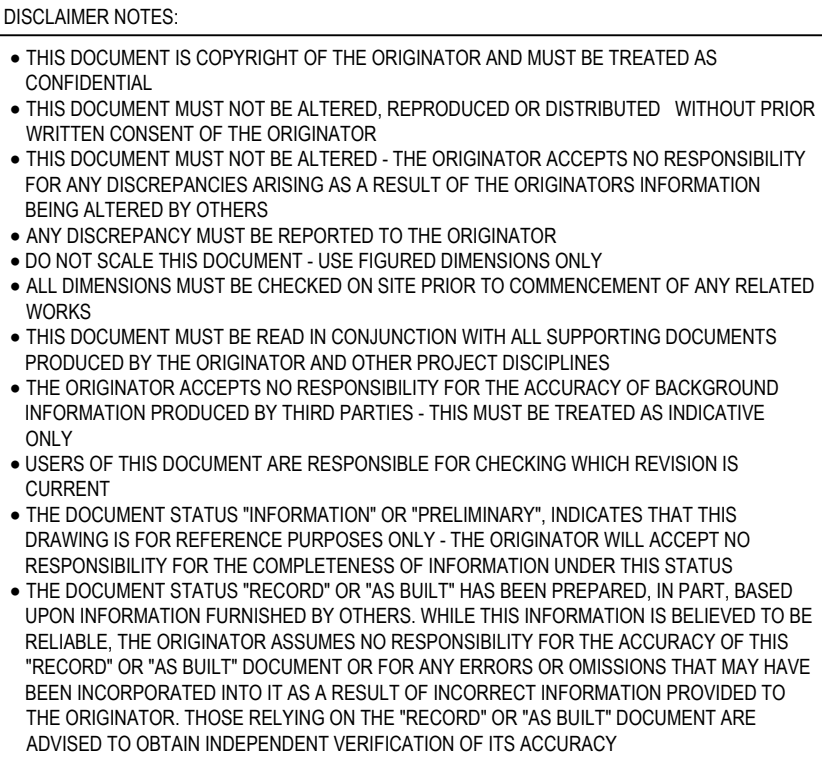 DISCLAIMER NOTES:
• THIS DOCUMENT IS COPYRIGHT OF THE ORIGINATOR AND MUST BE TREATED AS
CONFIDENTIAL
• THIS DOCUMENT MUST NOT BE ALTERED, REPRODUCED OR DISTRIBUTED WITHOUT PRIOR
WRITTEN CONSENT OF THE ORIGINATOR
• THIS DOCUMENT MUST NOT BE ALTERED - THE ORIGINATOR ACCEPTS NO RESPONSIBILITY
FOR ANY DISCREPANCIES ARISING AS A RESULT OF THE ORIGINATORS INFORMATION
BEING ALTERED BY OTHERS
• ANY DISCREPANCY MUST BE REPORTED TO THE ORIGINATOR
• DO NOT SCALE THIS DOCUMENT - USE FIGURED DIMENSIONS ONLY
• ALL DIMENSIONS MUST BE CHECKED ON SITE PRIOR TO COMMENCEMENT OF ANY RELATED
WORKS
• THIS DOCUMENT MUST BE READ IN CONJUNCTION WITH ALL SUPPORTING DOCUMENTS
PRODUCED BY THE ORIGINATOR AND OTHER PROJECT DISCIPLINES
• THE ORIGINATOR ACCEPTS NO RESPONSIBILITY FOR THE ACCURACY OF BACKGROUND
INFORMATION PRODUCED BY THIRD PARTIES - THIS MUST BE TREATED AS INDICATIVE
ONLY
• USERS OF THIS DOCUMENT ARE RESPONSIBLE FOR CHECKING WHICH REVISION IS
CURRENT
• THE DOCUMENT STATUS "INFORMATION" OR "PRELIMINARY", INDICATES THAT THIS
DRAWING IS FOR REFERENCE PURPOSES ONLY - THE ORIGINATOR WILL ACCEPT NO
RESPONSIBILITY FOR THE COMPLETENESS OF INFORMATION UNDER THIS STATUS
• THE DOCUMENT STATUS "RECORD" OR "AS BUILT" HAS BEEN PREPARED, IN PART, BASED
UPON INFORMATION FURNISHED BY OTHERS. WHILE THIS INFORMATION IS BELIEVED TO BE
RELIABLE, THE ORIGINATOR ASSUMES NO RESPONSIBILITY FOR THE ACCURACY OF THIS
"RECORD" OR "AS BUILT" DOCUMENT OR FOR ANY ERRORS OR OMISSIONS THAT MAY HAVE
BEEN INCORPORATED INTO IT AS A RESULT OF INCORRECT INFORMATION PROVIDED TO
THE ORIGINATOR. THOSE RELYING ON THE "RECORD" OR "AS BUILT" DOCUMENT ARE
ADVISED TO OBTAIN INDEPENDENT VERIFICATION OF ITS ACCURACY